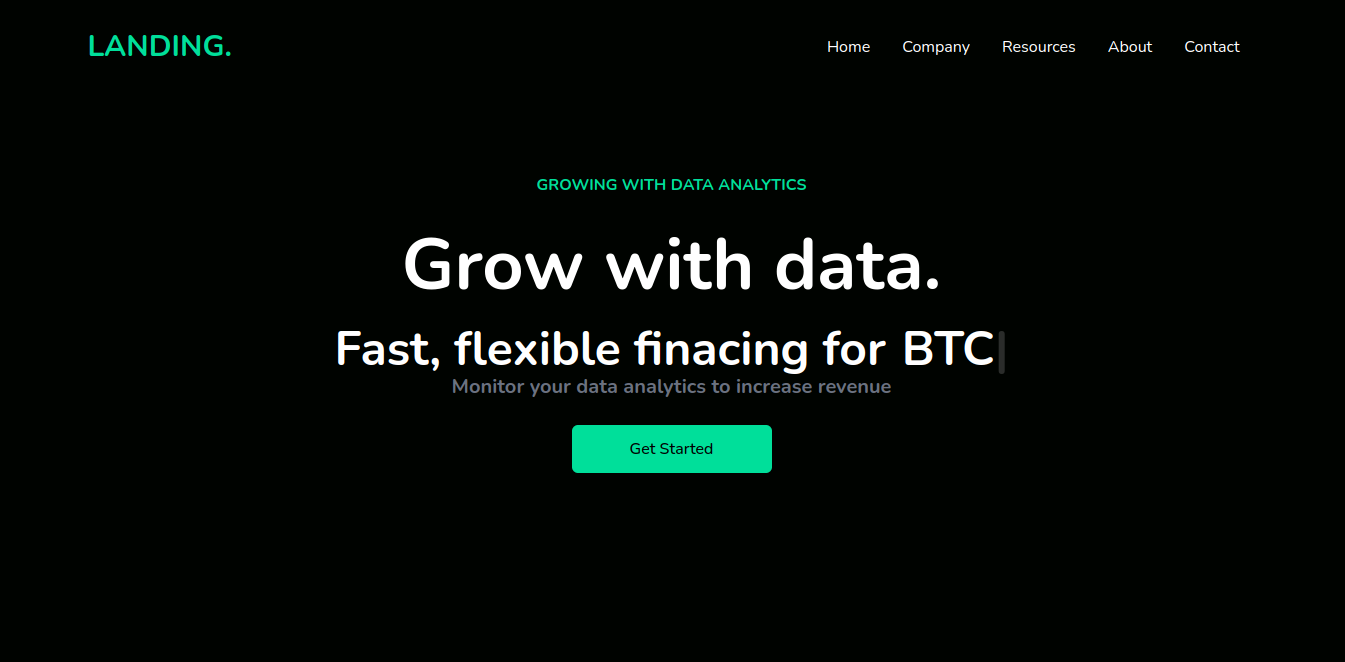 LANDING.
Home Company Resources About Contact
GROWING WITH DATA ANALYTICS
Grow with data.
Fast, flexible finacing for BTC|
Monitor your data analytics to increase revenue
Get Started